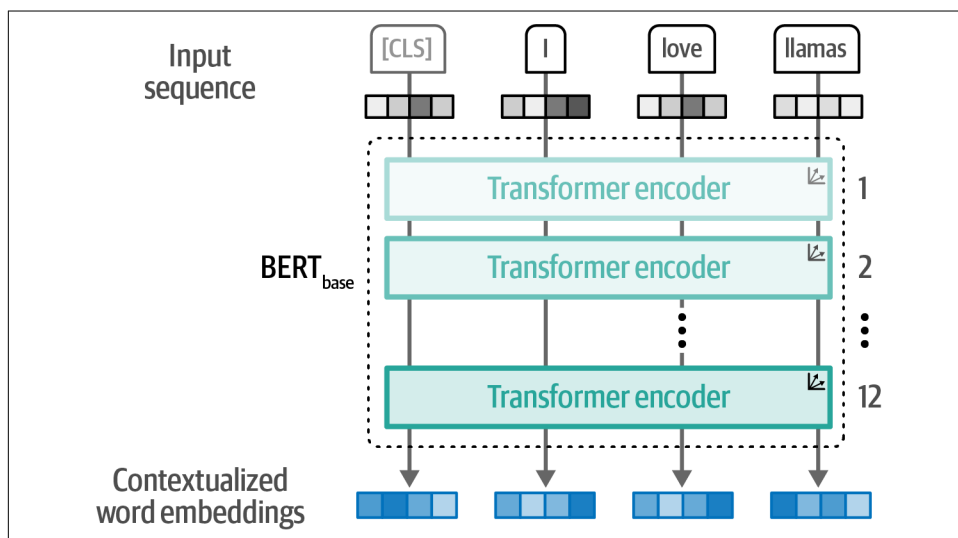 Input
sequence
[CLS]
I
love
llamas
Transformer encoder
1
BERTbase
Transformer encoder
2
Transformer encoder
12
Contextualized
word embeddings